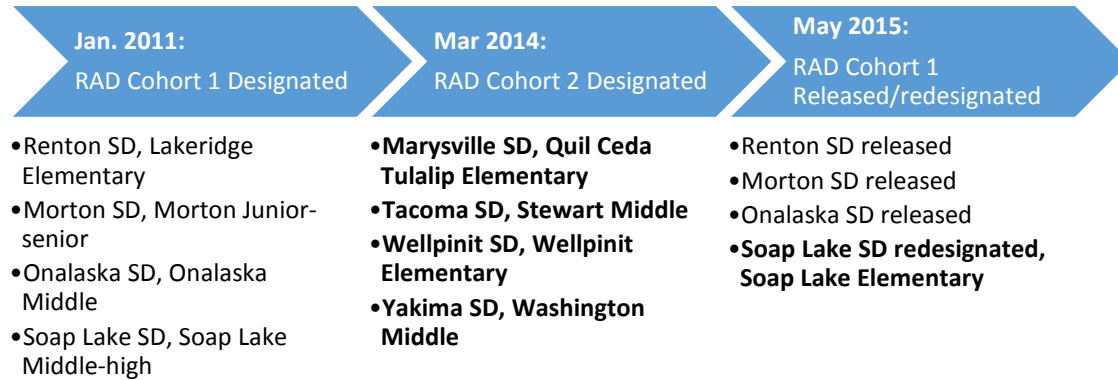 Jan. 2011:
RAD Cohort 1 Designated
Mar 2014:
RAD Cohort 2 Designated
May 2015:
RAD Cohort 1
Released/redesignated
•Renton SD, Lakeridge
Elementary
•Morton SD, Morton Junior-
senior
•Onalaska SD, Onalaska
Middle
•Soap Lake SD, Soap Lake
Middle-high
•Marysville SD, Quil Ceda
Tulalip Elementary
•Tacoma SD, Stewart Middle
•Wellpinit SD, Wellpinit
Elementary
•Yakima SD, Washington
Middle
•Renton SD released
•Morton SD released
•Onalaska SD released
•Soap Lake SD redesignated,
Soap Lake Elementary